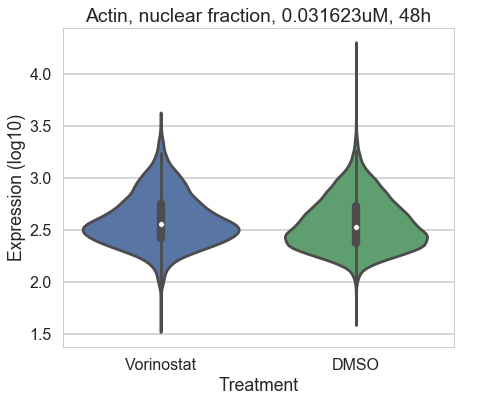 Actin, nuclear fraction, 0.031623uM, 48h
Expression (log10)
4.0
3.5
3.0
2.5
2.0
1.5
Vorinostat
DMSO
Treatment